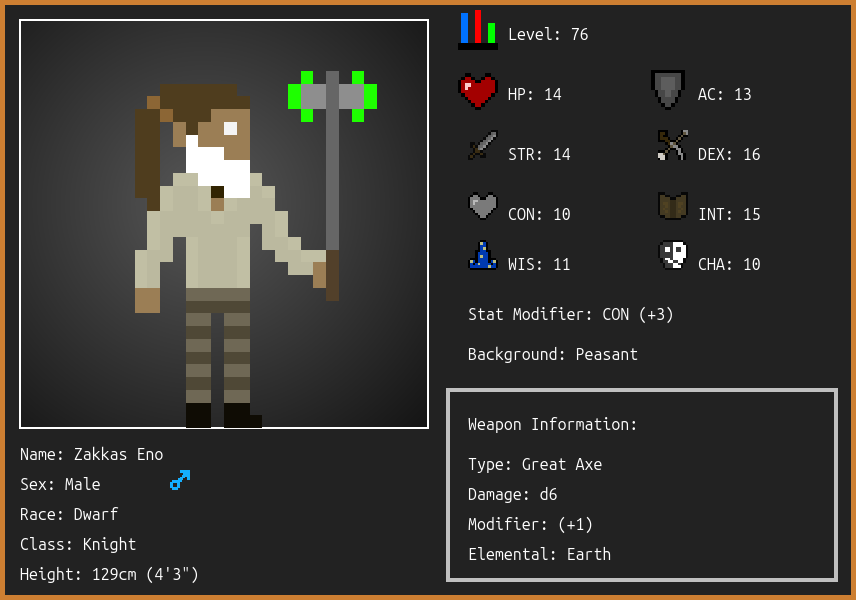 Level: 76
HP: 14
AC: 13
STR: 14
DEX: 16
CON: 10
INT: 15
WIS: 11
CHA: 10
Stat Modifier: CON (+3)
Background: Peasant
Weapon Information:
Type: Great Axe
Damage: d6
Modifier: (+1)
Elemental: Earth
Name: Zakkas Eno
Sex: Male
Race: Dwarf
Class: Knight
Height: 129cm (4'3")